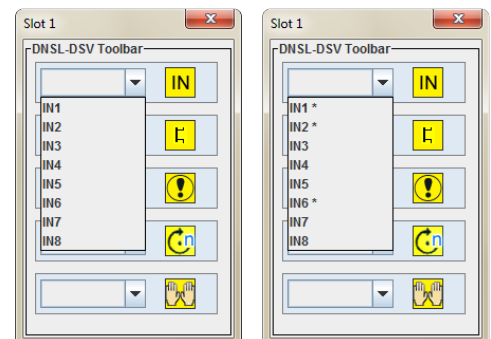 Slot 1
DNSL-DSV Toolbar
IN
IN1
IN2
IN3
IN4
IN5
IN6
IN7
IN8
n
Slot 1
DNSL-DSV Toolbar
IN
IN1 *
IN2 *
IN3
IN4
IN5
IN6 *
IN7
IN8
n